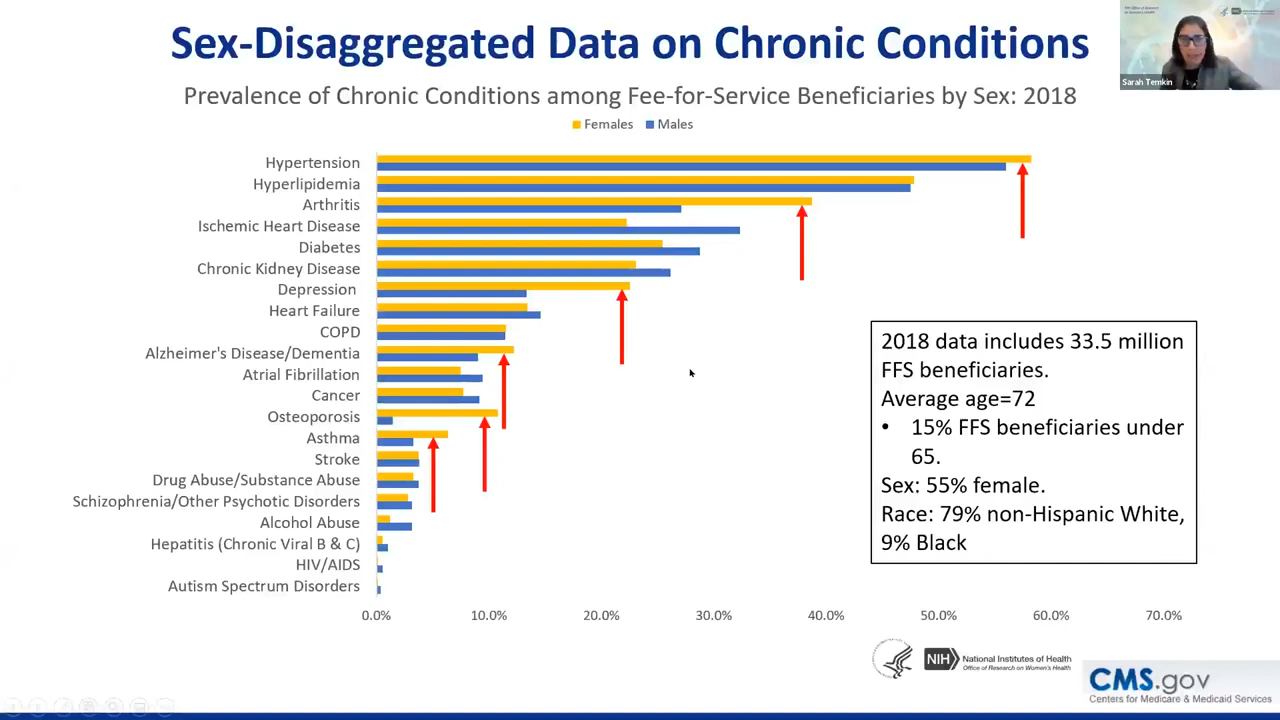 Sex-Disaggregated Data on Chronic Conditions
Sarah Temkin
Prevalence of Chronic Conditions among Fee-for-Service Beneficiaries by Sex: 2018
Females Males
Hypertension
Hyperlipidemia
Arthritis
Ischemic Heart Disease
Diabetes
Chronic Kidney Disease
Depression
Heart Failure
COPD
Alzheimer's Disease/Dementia
Atrial Fibrillation
Cancer
Osteoporosis
Asthma
Stroke
Drug Abuse/Substance Abuse
Schizophrenia/Other Psychotic Disorders
Alcohol Abuse
Hepatitis (Chronic Viral B & C)
HIV/AIDS
Autism Spectrum Disorders
0.0% 10.0% 20.0% 30.0% 40.0% 50.0% 60.0% 70.0%
2018 data includes 33.5 million
FFS beneficiaries.
Average age=72
• 15% FFS beneficiaries under
65.
Sex: 55% female.
Race: 79% non-Hispanic White,
9% Black
NIH National Institutes of Health
Office of Research on Women's Health
CMS.gov
Centers for Medicare & Medicaid Services